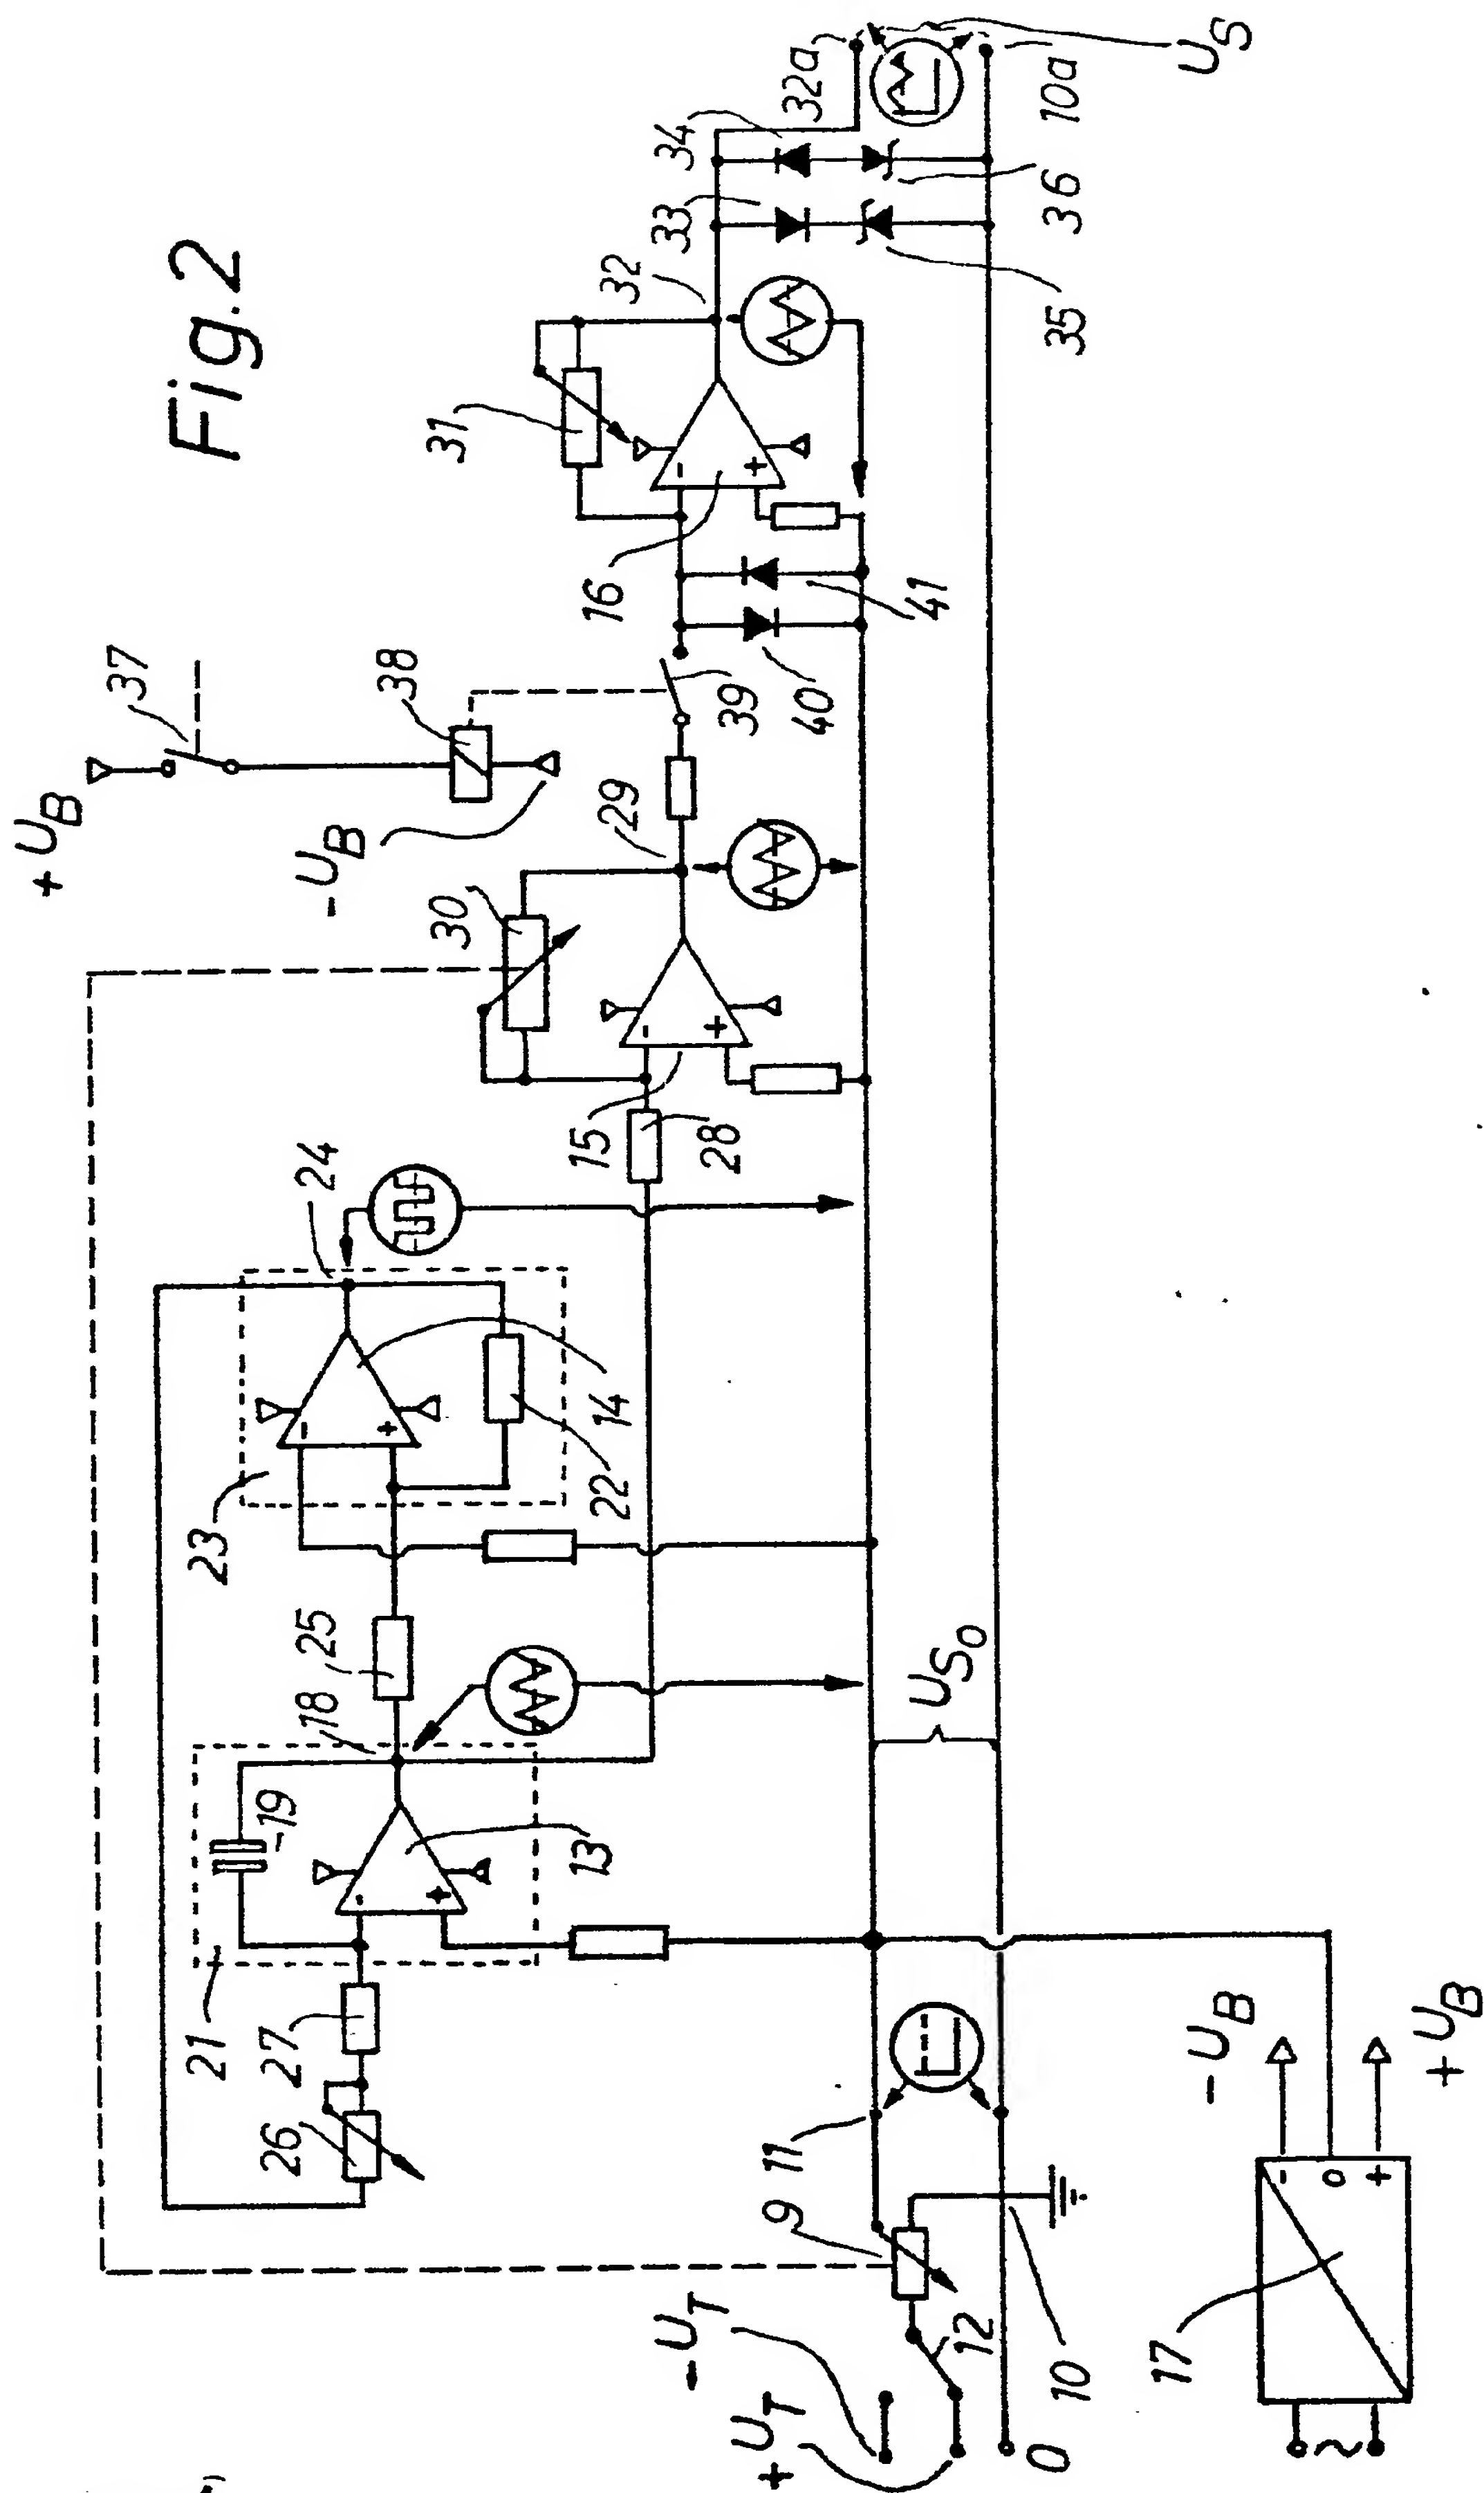 Fig.2
+ U_B
37
- U_B
38
24
23
30
29
31
32
33
34
32a
U_S
10a
36
35
16
41
40
39
15
28
14
22
25
18
19
13
21
27
26
- + - + - + - +
U_S0
11
9
- U_T
+ U_T
12
10
0
17
- 0 +
~
- U_B
+ U_B